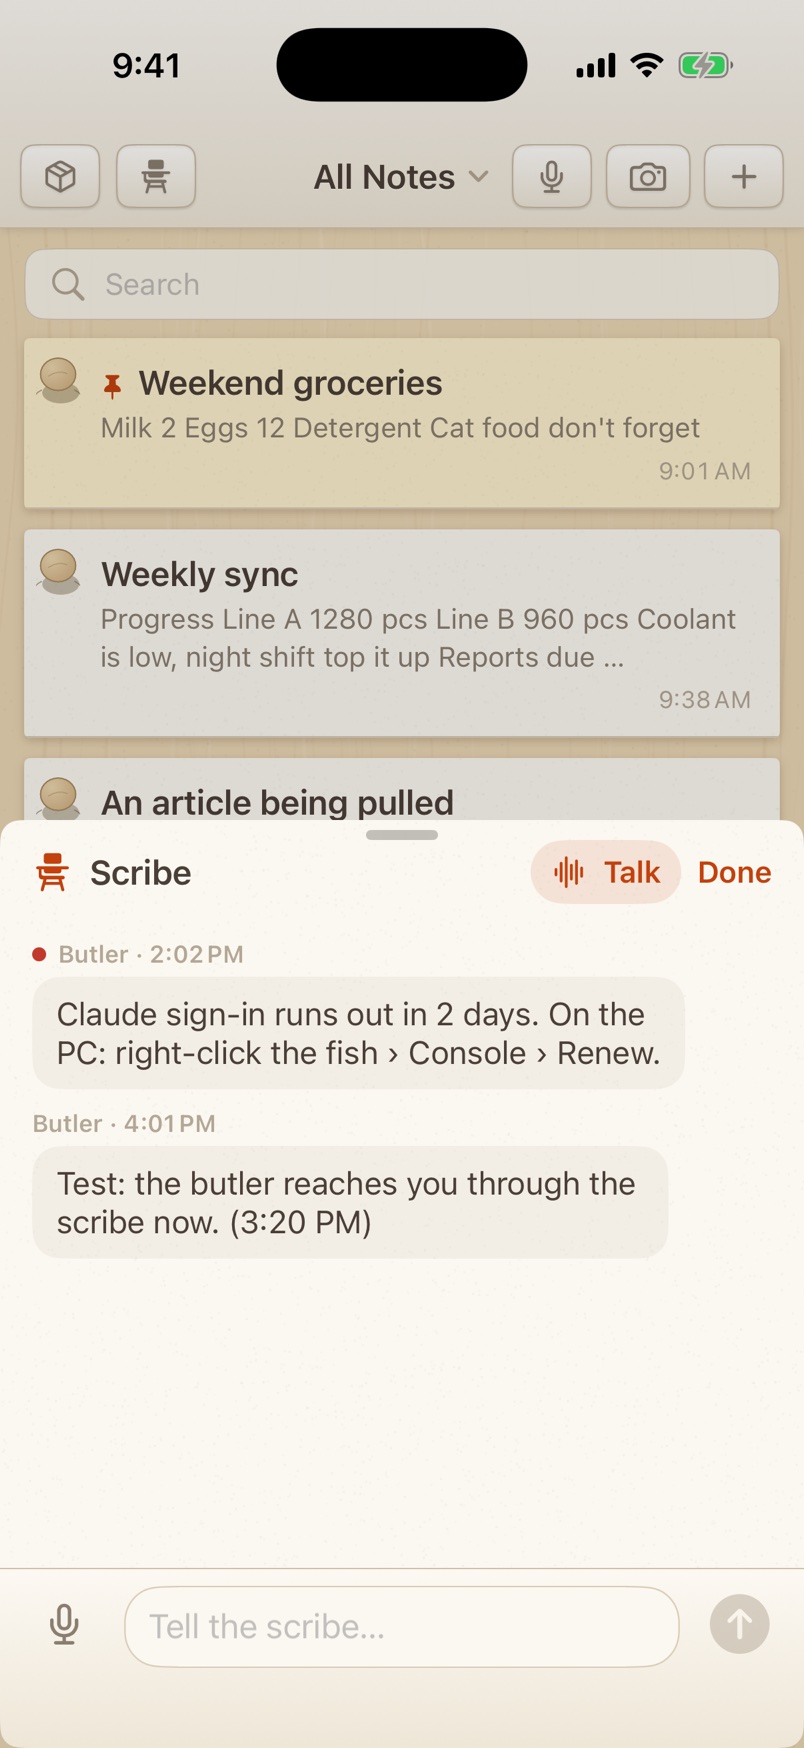 9:41
All Notes
Search
Weekend groceries
Milk 2 Eggs 12 Detergent Cat food don't forget
9:01 AM
Weekly sync
Progress Line A 1280 pcs Line B 960 pcs Coolant
is low, night shift top it up Reports due ...
9:38 AM
An article being pulled
Scribe
Talk
Done
Butler · 2:02 PM
Claude sign-in runs out in 2 days. On the
PC: right-click the fish › Console › Renew.
Butler · 4:01 PM
Test: the butler reaches you through the
scribe now. (3:20 PM)
Tell the scribe...